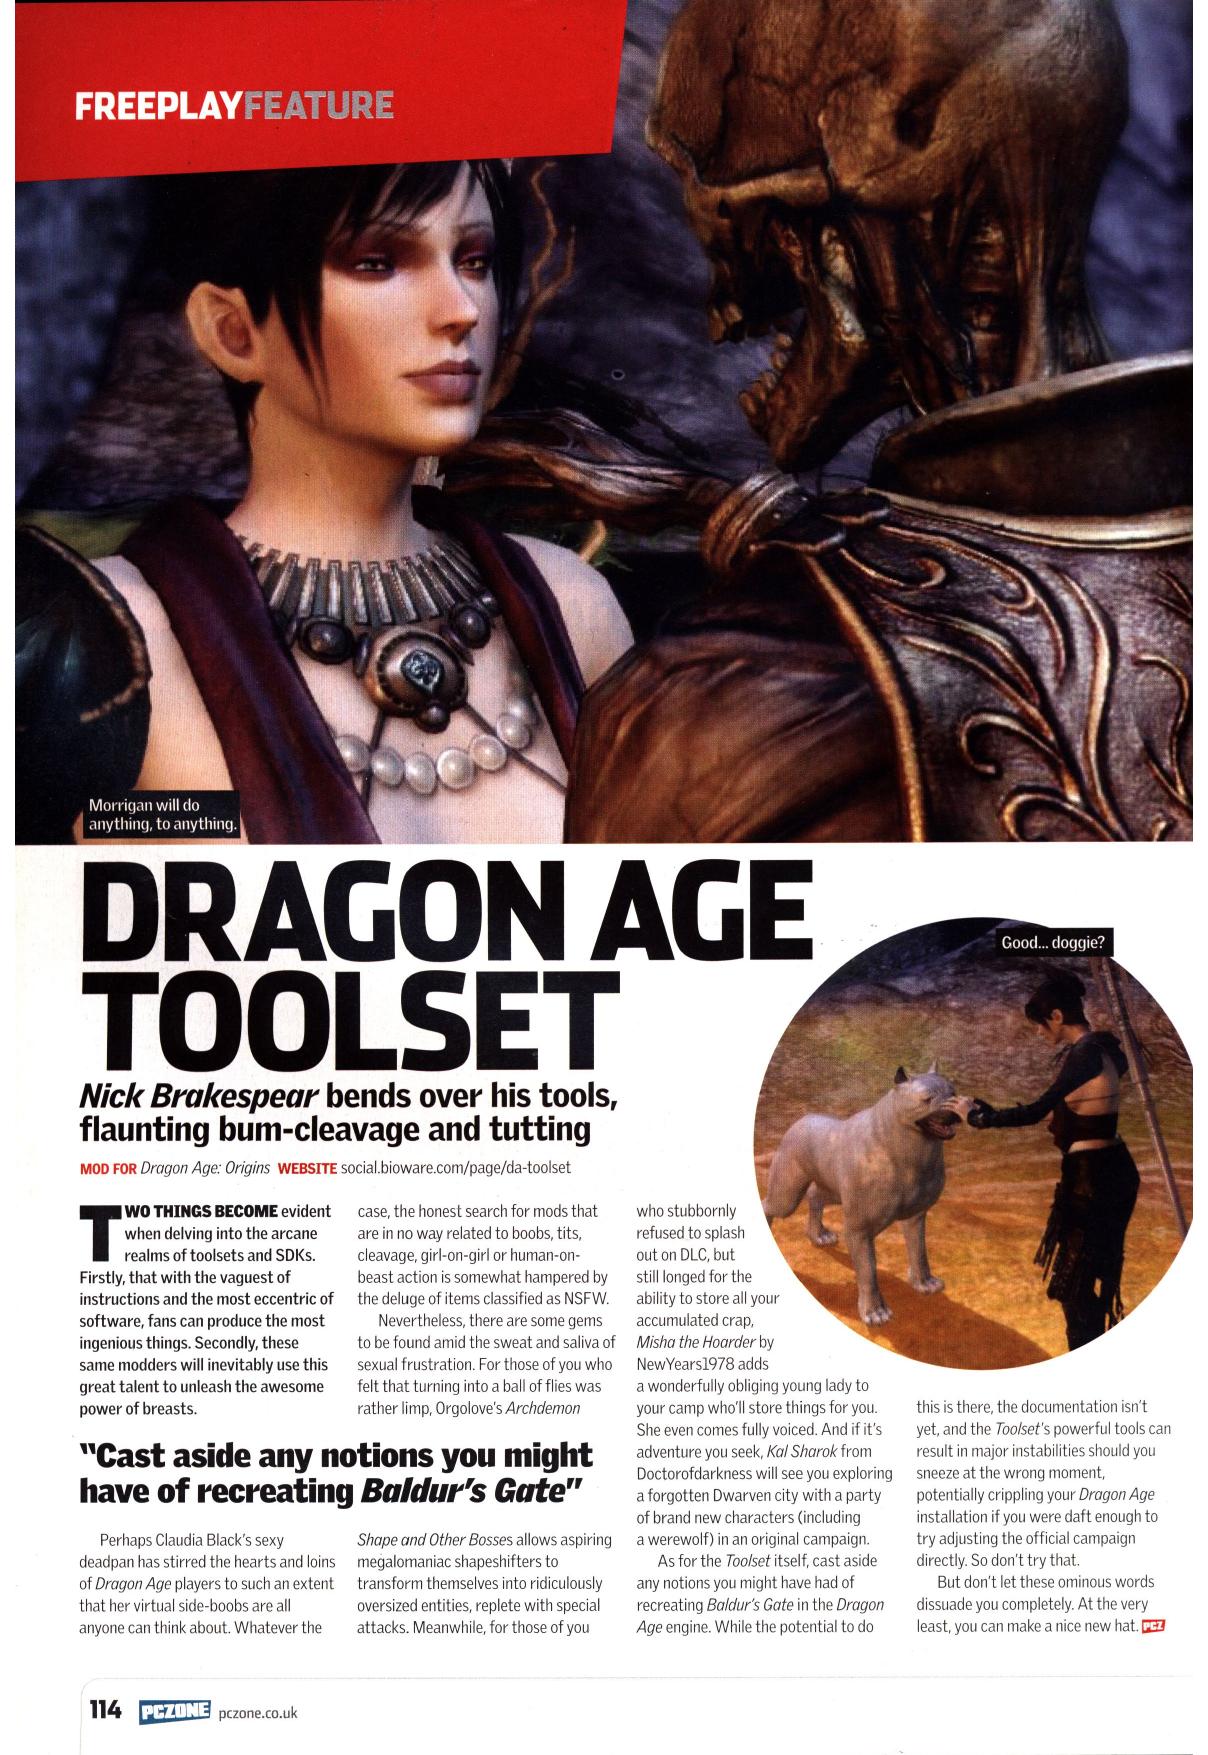 FREEPLAYFEATURE
Morrigan will do
anything, to anything.
DRAGON AGE
TOOLSET
Good... doggie?
Nick Brakespear bends over his tools,
flaunting bum-cleavage and tutting
MOD FOR Dragon Age: Origins WEBSITE social.bioware.com/page/da-toolset
TWO THINGS BECOME evident
when delving into the arcane
realms of toolsets and SDKs.
Firstly, that with the vaguest of
instructions and the most eccentric of
software, fans can produce the most
ingenious things. Secondly, these
same modders will inevitably use this
great talent to unleash the awesome
power of breasts.
"Cast aside any notions you might
have of recreating Baldur's Gate"
Perhaps Claudia Black's sexy
deadpan has stirred the hearts and loins
of Dragon Age players to such an extent
that her virtual side-boobs are all
anyone can think about. Whatever the
case, the honest search for mods that
are in no way related to boobs, tits,
cleavage, girl-on-girl or human-on-
beast action is somewhat hampered by
the deluge of items classified as NSFW.
Nevertheless, there are some gems
to be found amid the sweat and saliva of
sexual frustration. For those of you who
felt that turning into a ball of flies was
rather limp, Orgolove's Archdemon
Shape and Other Bosses allows aspiring
megalomaniac shapeshifters to
transform themselves into ridiculously
oversized entities, replete with special
attacks. Meanwhile, for those of you
who stubbornly
refused to splash
out on DLC, but
still longed for the
ability to store all your
accumulated crap,
Misha the Hoarder by
NewYears1978 adds
a wonderfully obliging young lady to
your camp who'll store things for you.
She even comes fully voiced. And if it's
adventure you seek, Kal Sharok from
Doctorofdarkness will see you exploring
a forgotten Dwarven city with a party
of brand new characters (including
a werewolf) in an original campaign.
As for the Toolset itself, cast aside
any notions you might have had of
recreating Baldur's Gate in the Dragon
Age engine. While the potential to do
this is there, the documentation isn't
yet, and the Toolset's powerful tools can
result in major instabilities should you
sneeze at the wrong moment,
potentially crippling your Dragon Age
installation if you were daft enough to
try adjusting the official campaign
directly. So don't try that.
But don't let these ominous words
dissuade you completely. At the very
least, you can make a nice new hat. PCZ
114 PCZONE pczone.co.uk